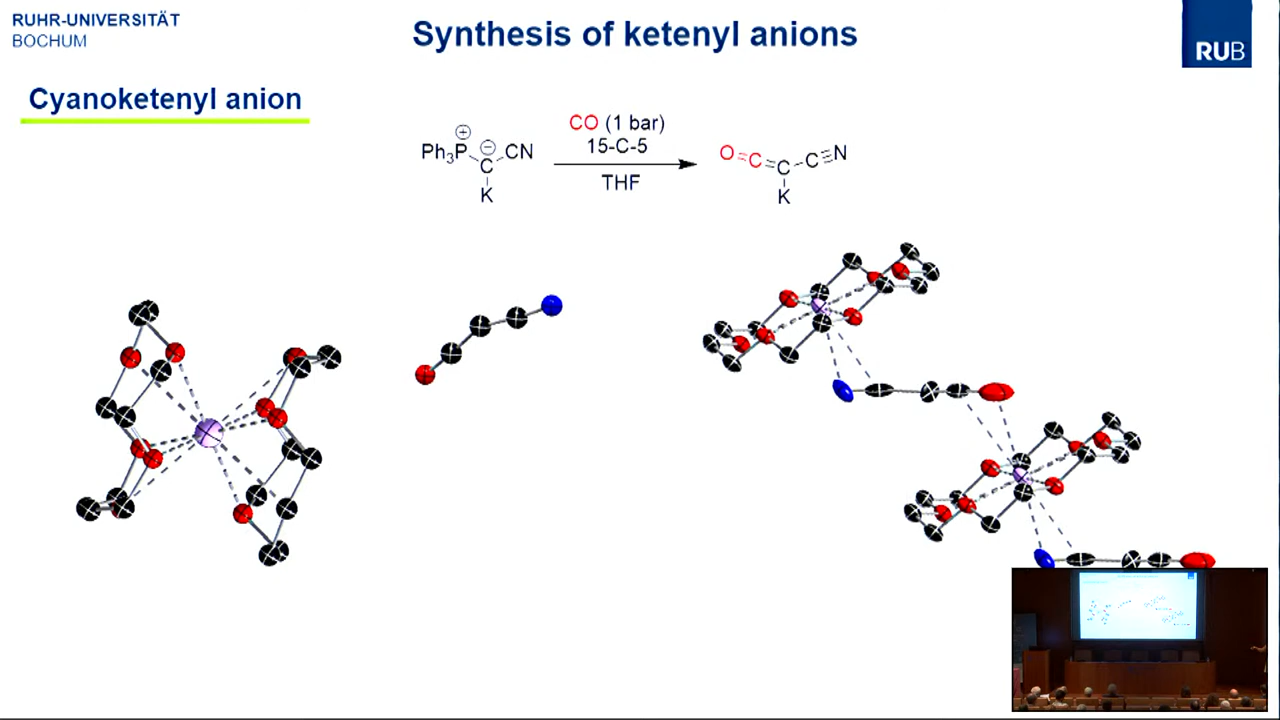 RUHR-UNIVERSITÄT
BOCHUM
Synthesis of ketenyl anions
RUB
Cyanoketenyl anion
Ph3P⊕ C⊖ CN
K
CO (1 bar)
15-C-5
THF
O=C=C-C≡N
K